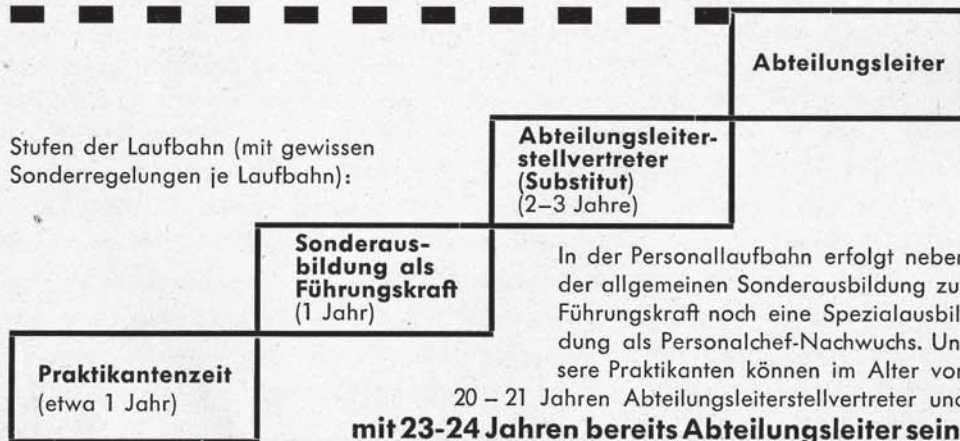 Abteilungsleiter
Stufen der Laufbahn (mit gewissen
Sonderregelungen je Laufbahn):
Abteilungsleiter-
stellvertreter
(Substitut)
(2–3 Jahre)
Sonderaus-
bildung als
Führungskraft
(1 Jahr)
Praktikantenzeit
(etwa 1 Jahr)
In der Personallaufbahn erfolgt neben
der allgemeinen Sonderausbildung zu
Führungskraft noch eine Spezialausbil
dung als Personalchef-Nachwuchs. Un
sere Praktikanten können im Alter von
20 – 21 Jahren Abteilungsleiterstellvertreter und
mit 23-24 Jahren bereits Abteilungsleiter sein